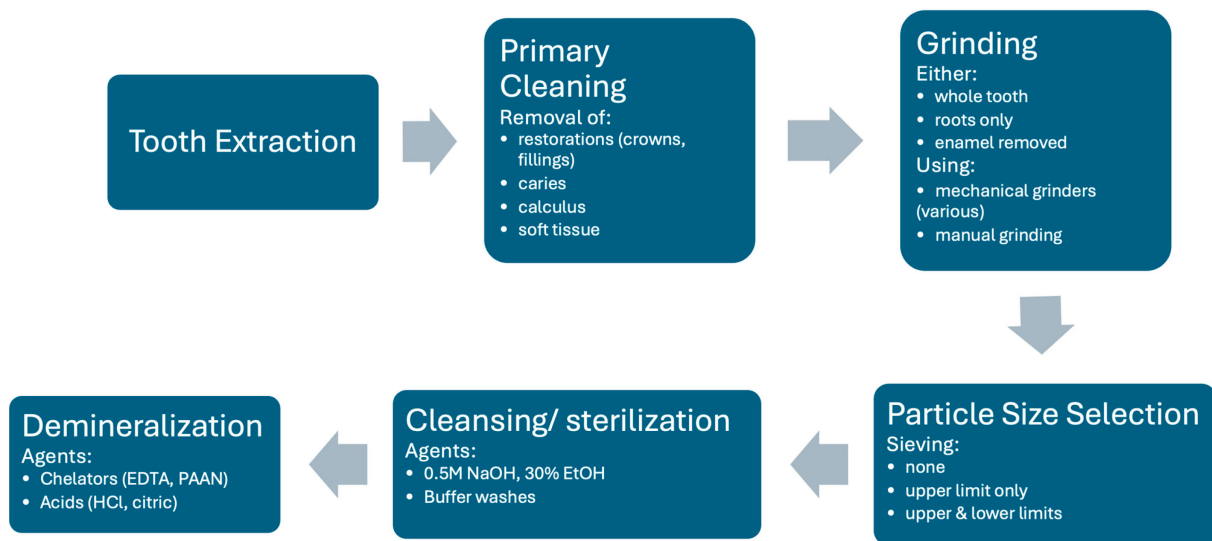 Tooth Extraction
Primary
Cleaning
Removal of:
• restorations (crowns,
fillings)
• caries
• calculus
• soft tissue
Grinding
Either:
• whole tooth
• roots only
• enamel removed
Using:
• mechanical grinders
(various)
• manual grinding
Particle Size Selection
Sieving:
• none
• upper limit only
• upper & lower limits
Cleansing/ sterilization
Agents:
• 0.5M NaOH, 30% EtOH
• Buffer washes
Demineralization
Agents:
• Chelators (EDTA, PAAN)
• Acids (HCl, citric)